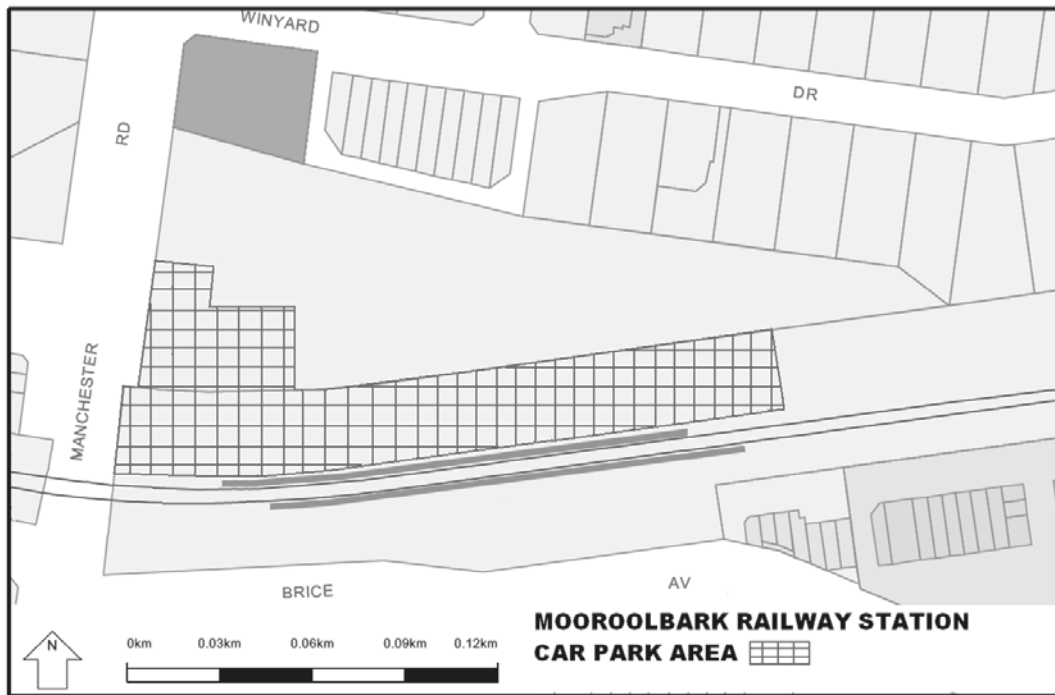 WINYARD
DR
RD
MANCHESTER
BRICE
AV
N
0km 0.03km 0.06km 0.09km 0.12km
MOOROOLBARK RAILWAY STATION
CAR PARK AREA